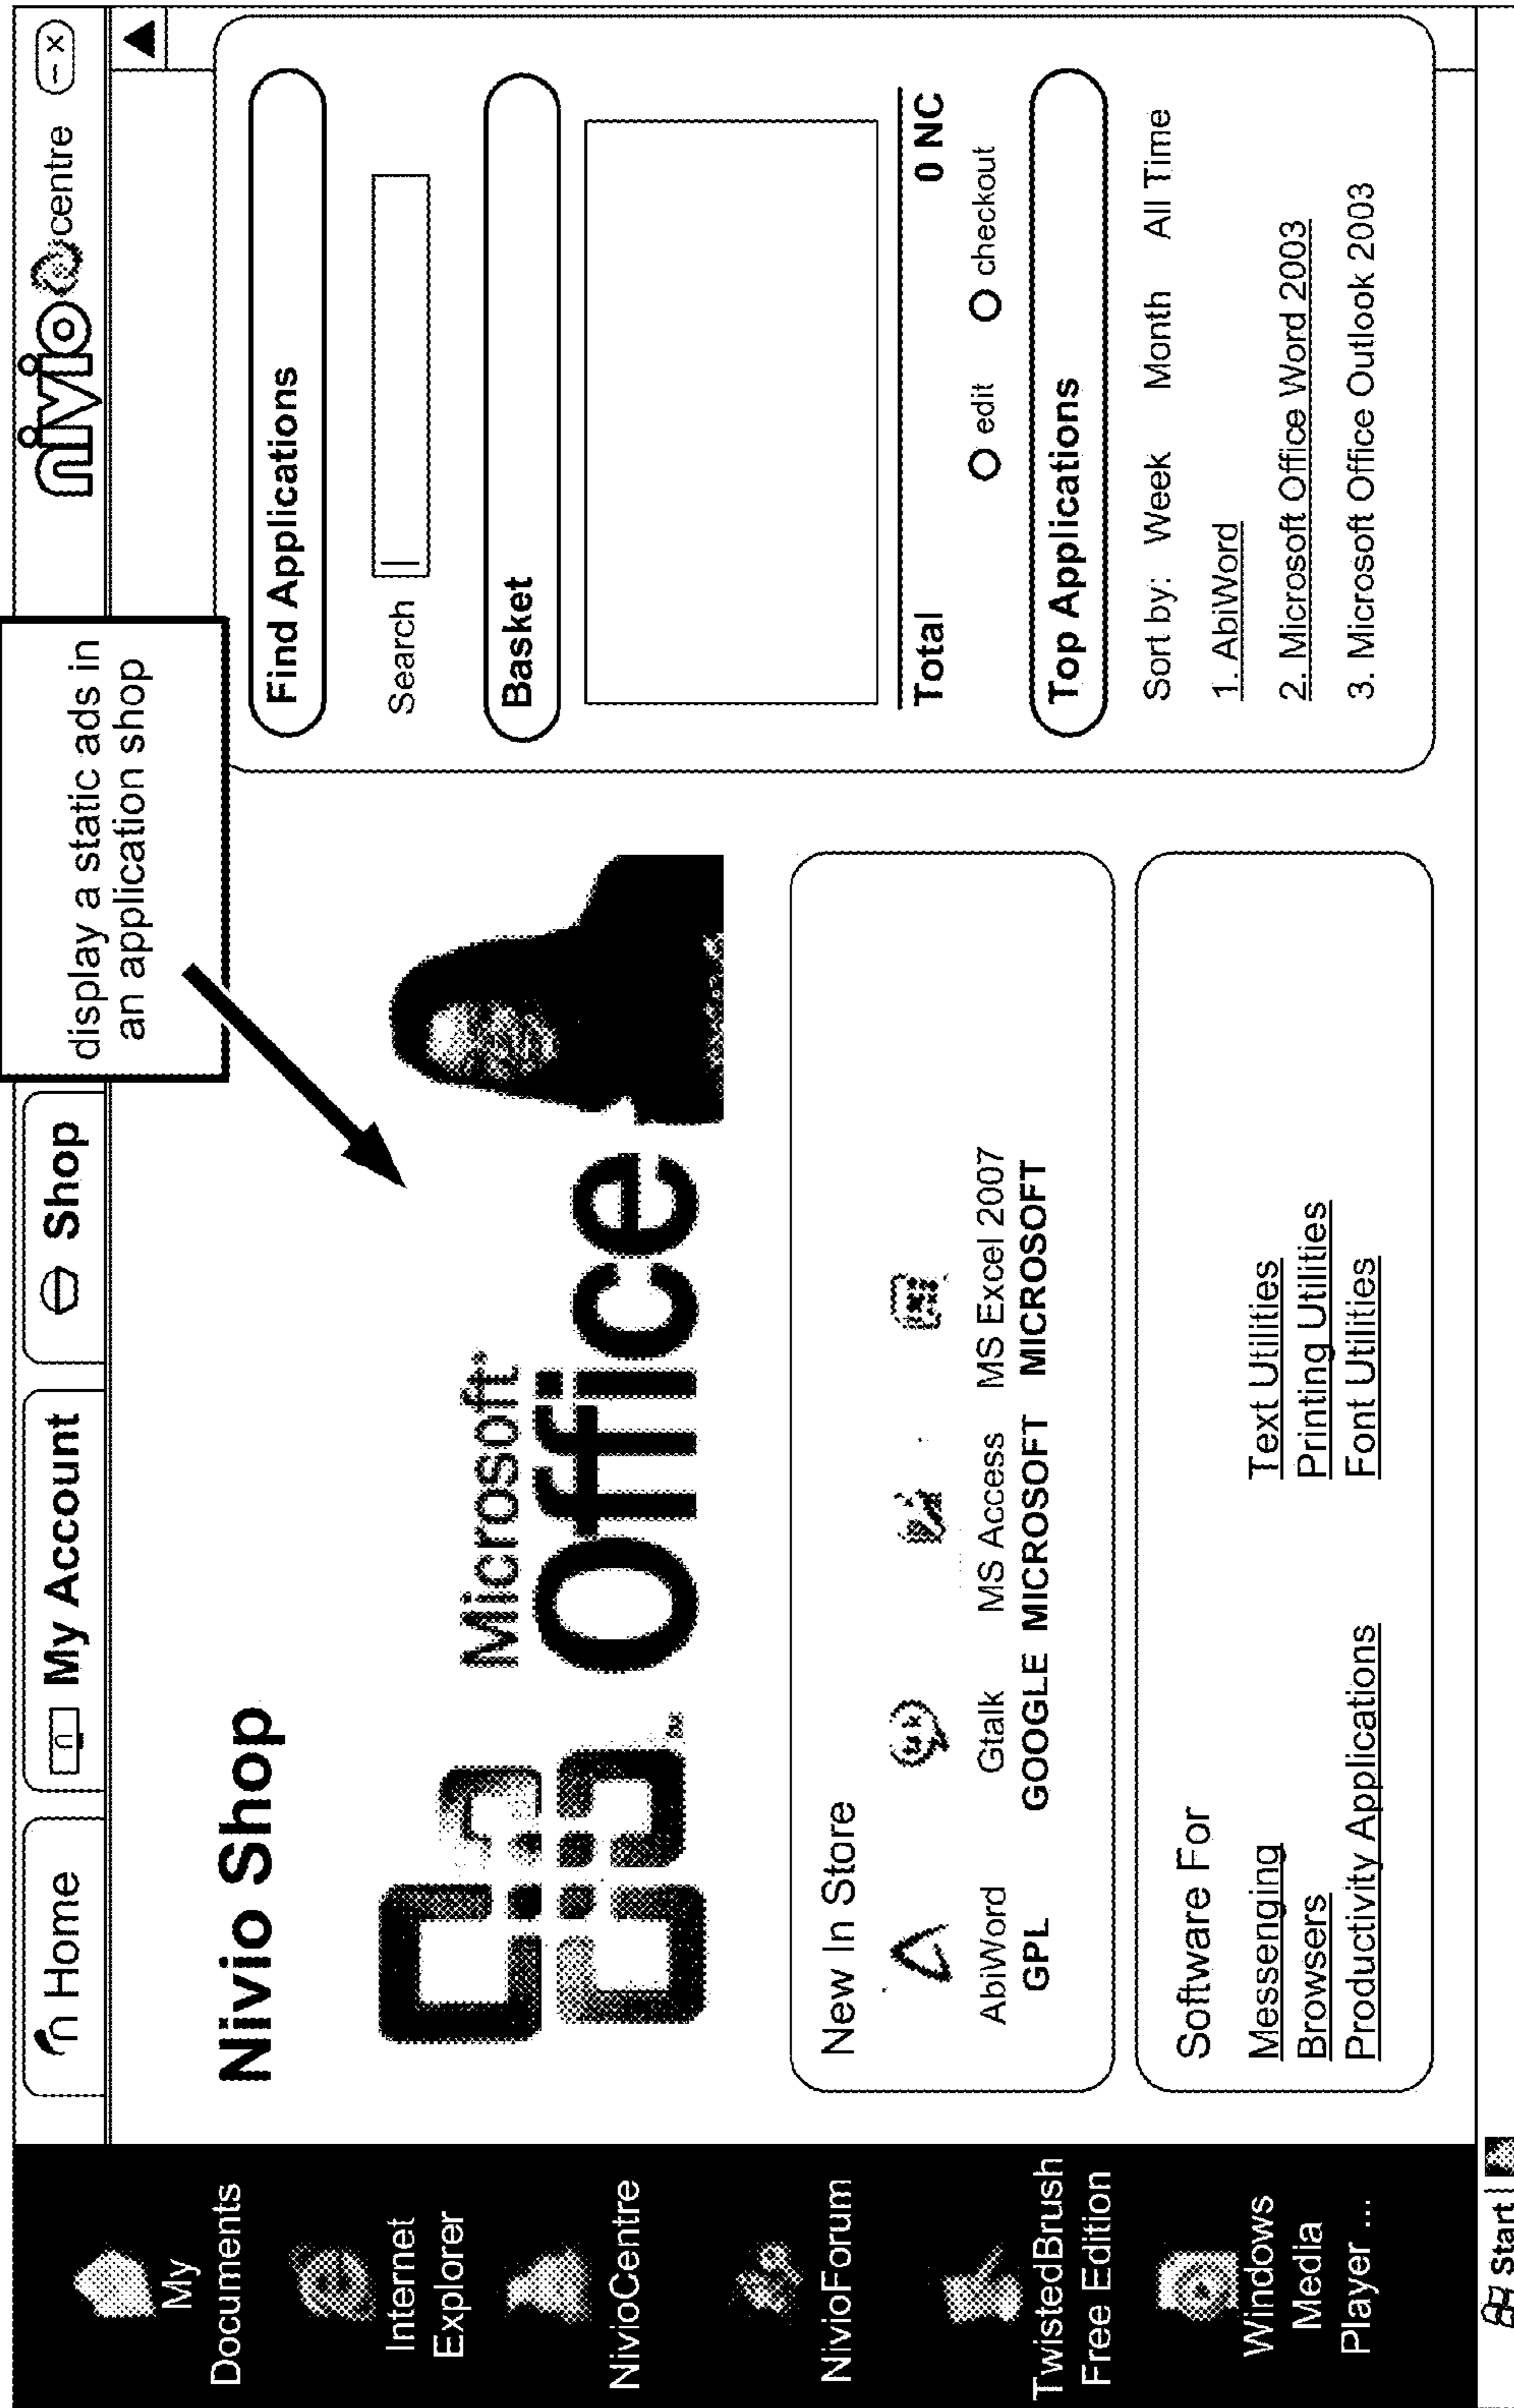 display a static ads in
an application shop
Home
My Account
Shop
nivio centre
My
Documents
Internet
Explorer
NivioCentre
NivioForum
TwistedBrush
Free Edition
Windows
Media
Player ...
Nivio Shop
Microsoft
Office
New In Store
AbiWord Gtalk MS Access MS Excel 2007
GPL GOOGLE MICROSOFT MICROSOFT
Software For
Messenging Text Utilities
Browsers Printing Utilities
Productivity Applications Font Utilities
Find Applications
Search
Basket
Total 0 NC
edit checkout
Top Applications
Sort by: Week Month All Time
1. AbiWord
2. Microsoft Office Word 2003
3. Microsoft Office Outlook 2003
Start